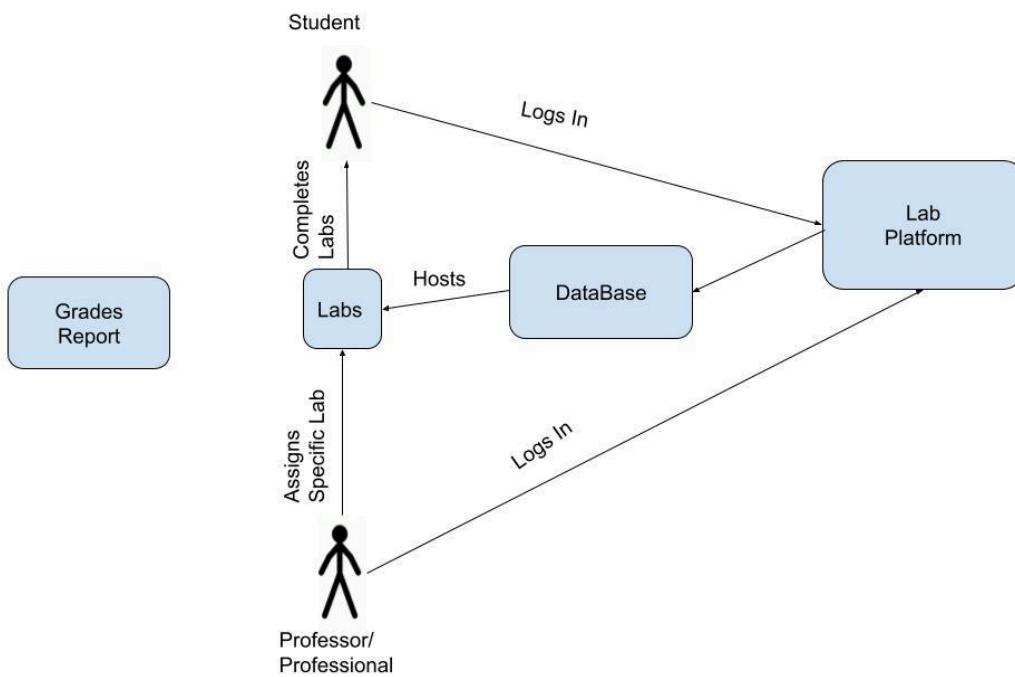 Student
Logs In
Completes
Labs
Lab
Platform
Hosts
DataBase
Labs
Grades
Report
Assigns
Specific Lab
Logs In
Professor/
Professional